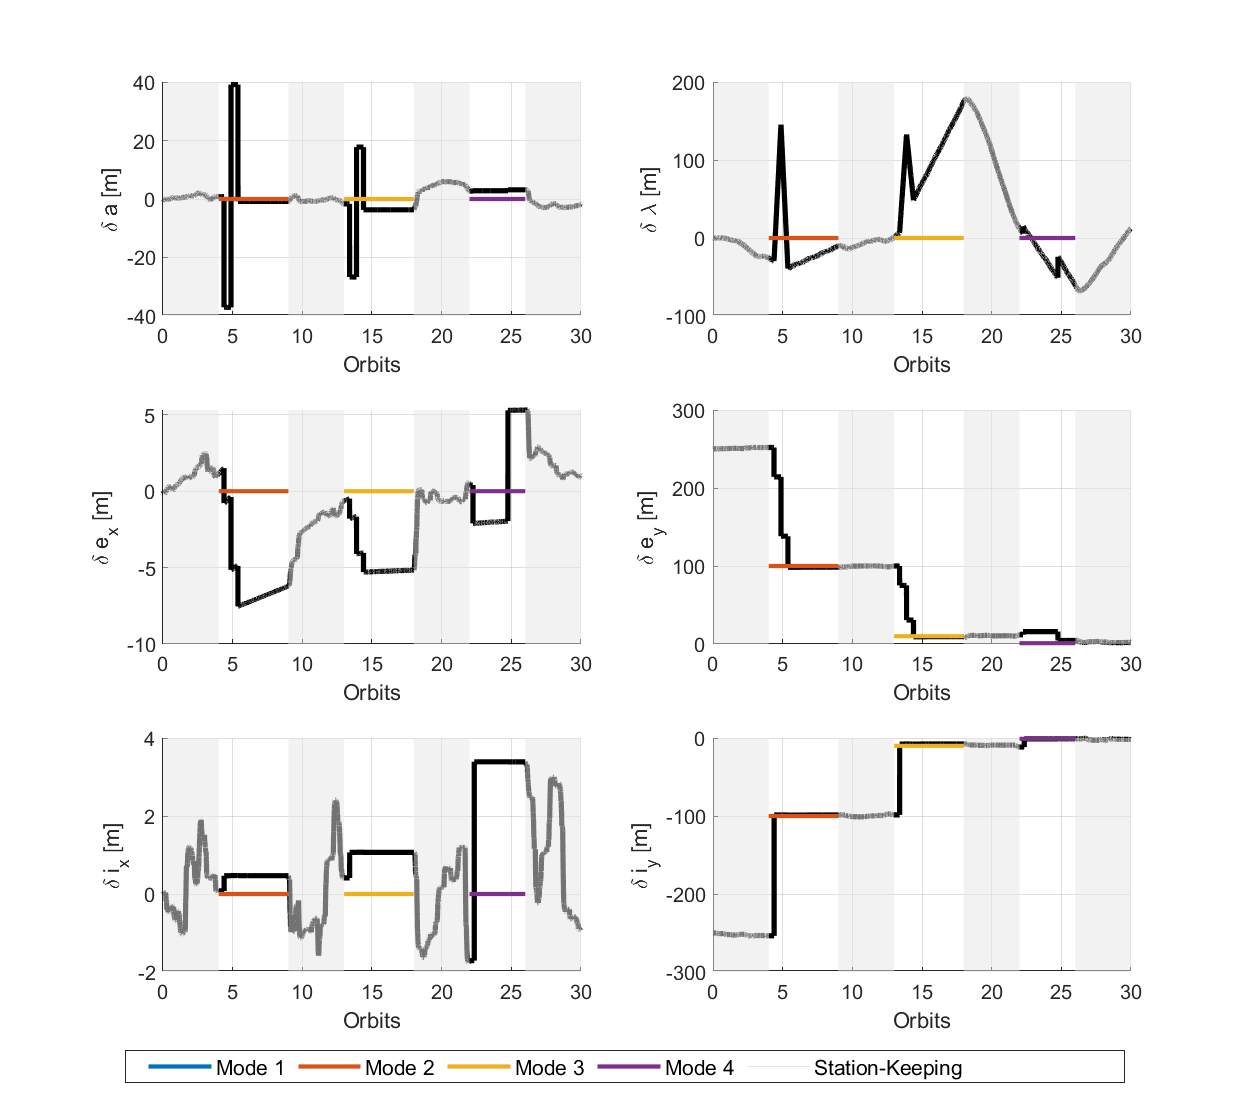 40
20
0
-20
-40
δ a [m]
0 5 10 15 20 25 30
Orbits
200
100
0
-100
δ λ [m]
0 5 10 15 20 25 30
Orbits
5
0
-5
-10
δ e_x [m]
0 5 10 15 20 25 30
Orbits
300
200
100
0
δ e_y [m]
0 5 10 15 20 25 30
Orbits
4
2
0
-2
δ i_x [m]
0 5 10 15 20 25 30
Orbits
0
-100
-200
-300
δ i_y [m]
0 5 10 15 20 25 30
Orbits
Mode 1 Mode 2 Mode 3 Mode 4 Station-Keeping